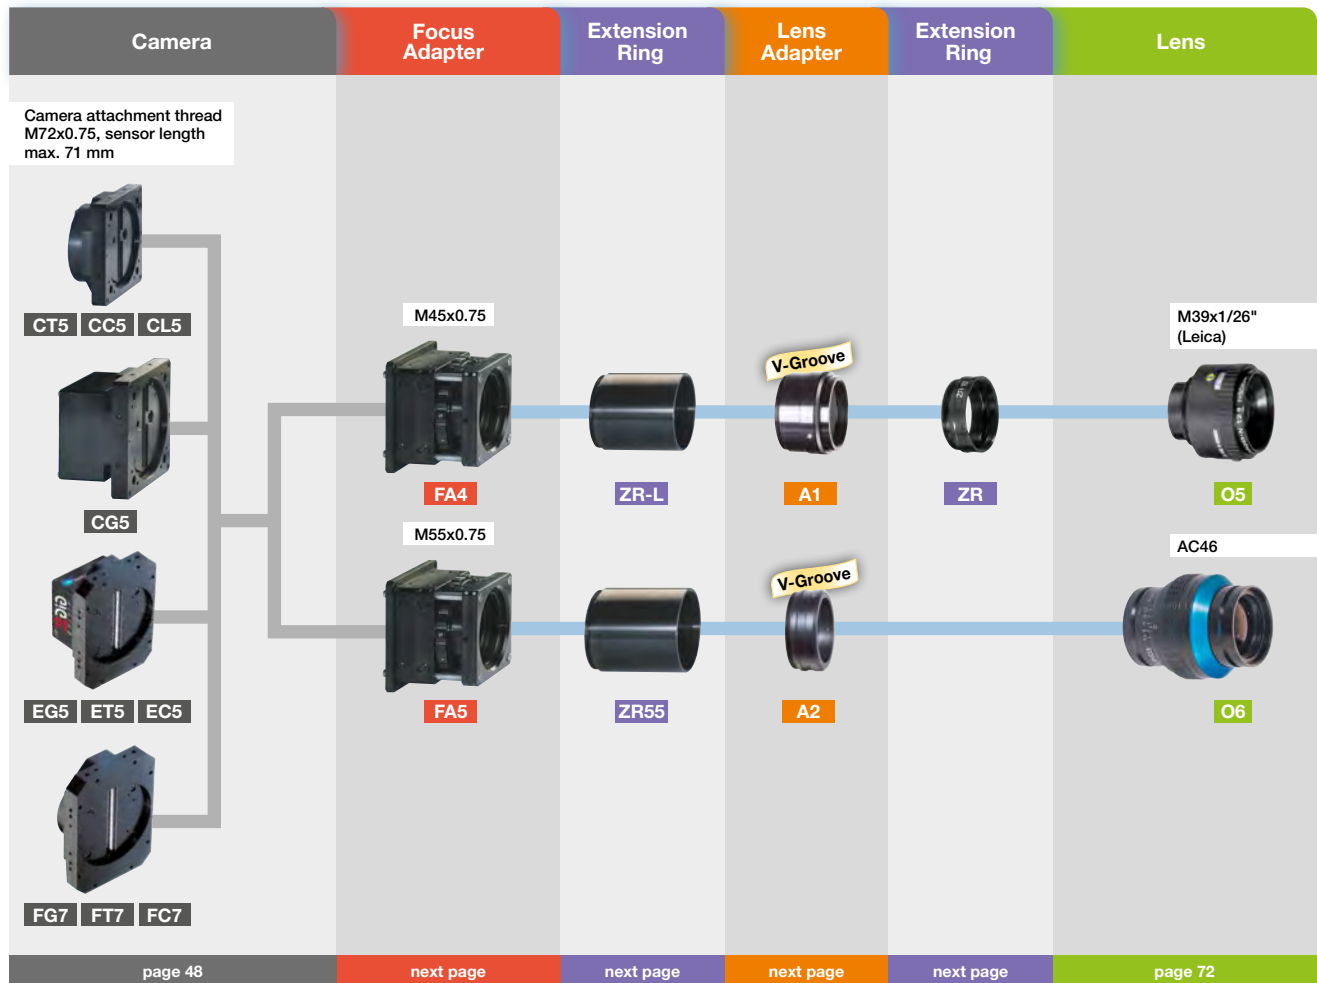 Camera
Focus
Adapter
Extension
Ring
Lens
Adapter
Extension
Ring
Lens
Camera attachment thread
M72x0.75, sensor length
max. 71 mm
CT5 CC5 CL5
CG5
EG5 ET5 EC5
FG7 FT7 FC7
M45x0.75
FA4
ZR-L
V-Groove
A1
ZR
M39x1/26"
(Leica)
O5
M55x0.75
FA5
ZR55
V-Groove
A2
AC46
O6
page 48
next page
next page
next page
next page
page 72